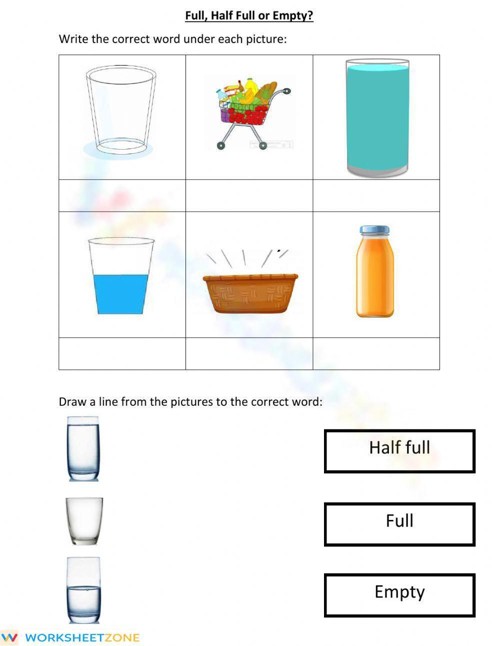 Full, Half Full or Empty?
Write the correct word under each picture:
Draw a line from the pictures to the correct word:
Half full
Full
Empty
WORKSHEETZONE